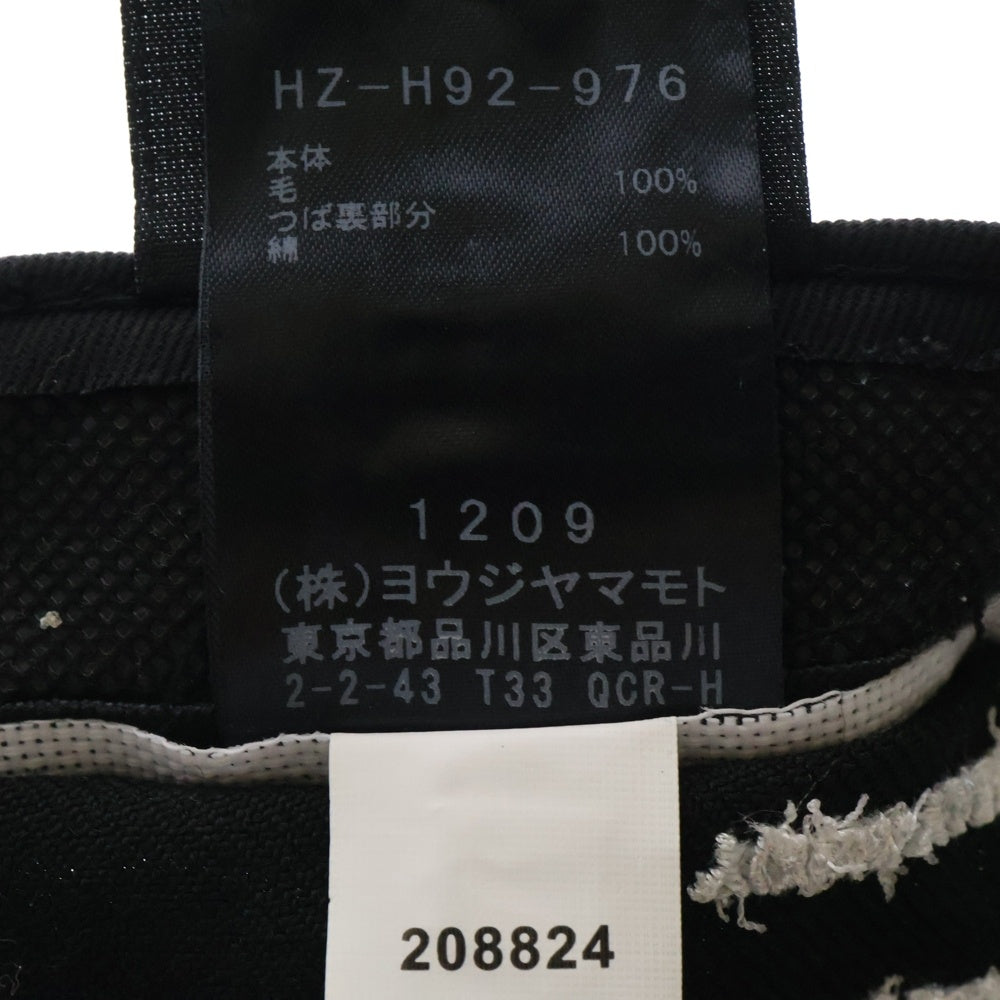 HZ-H92-976
本体
毛 100%
つば裏部分
綿 100%
1209
(株)ヨウジヤマモト
東京都品川区東品川
2-2-43 T33 QCR-H
208824